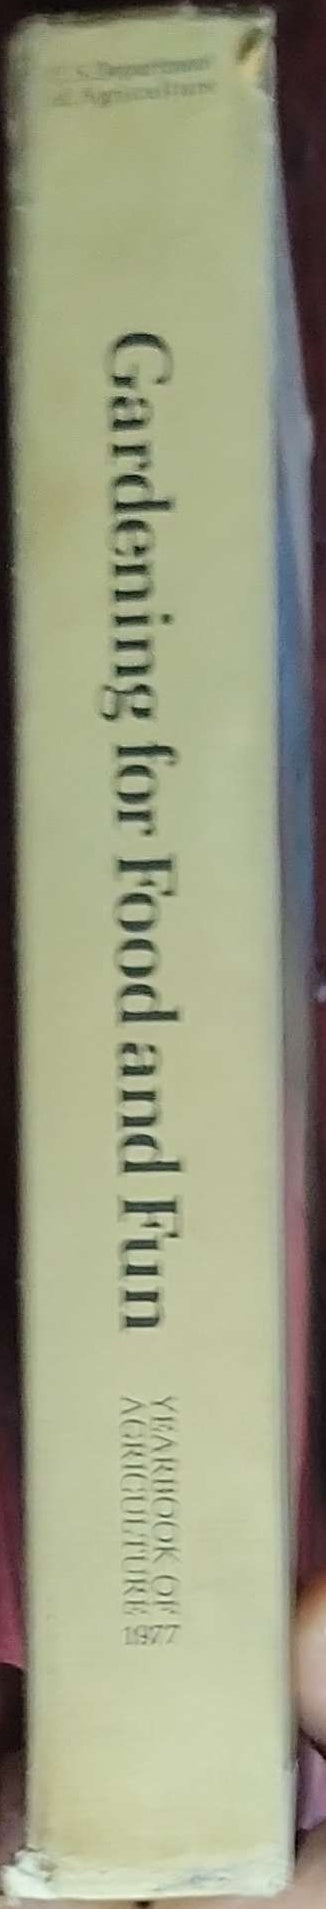 U.S. Department
of Agriculture
Gardening for Food and Fun
YEARBOOK OF
AGRICULTURE
1977